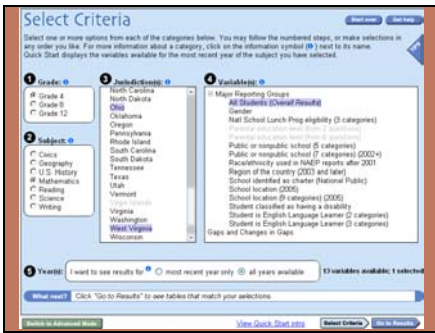 Select Criteria
Start over
Get help
Select one or more options from each of the categories below. You may follow the numbered steps, or make selections in
any order you like. For more information about a category, click on the information symbol ( ) next to its name.
Quick Start displays the variables available for the most recent year of the subject you have selected.
1 Grade:
Grade 4
Grade 8
Grade 12
2 Subject:
Civics
Geography
U.S. History
Mathematics
Reading
Science
Writing
3 Jurisdiction(s):
North Carolina
North Dakota
Ohio
Oklahoma
Oregon
Pennsylvania
Rhode Island
South Carolina
South Dakota
Tennessee
Texas
Utah
Vermont
Virgin Islands
Virginia
Washington
West Virginia
Wisconsin
4 Variable(s):
Major Reporting Groups
All Students (Overall Results)
Gender
Natl School Lunch Prog eligibility (3 categories)
Parental education level (from 2 questions)
Public or nonpublic school (5 categories)
Public or nonpublic school (7 categories) (2002+)
Race/ethnicity used in NAEP reports after 2001
Region of the country (2003 and later)
School identified as charter (National Public)
School location (2005)
School location (9 categories) (2005)
Student classified as having a disability
Student is English Language Learner (2 categories)
Student is English Language Learner (3 categories)
Gaps and Changes in Gaps
5 Year(s): I want to see results for most recent year only all years available
13 variables available; 1 selected
What next? Click "Go to Results" to see tables that match your selections.
Switch to Advanced Mode
View Quick Start intro
Select Criteria
Go to Results